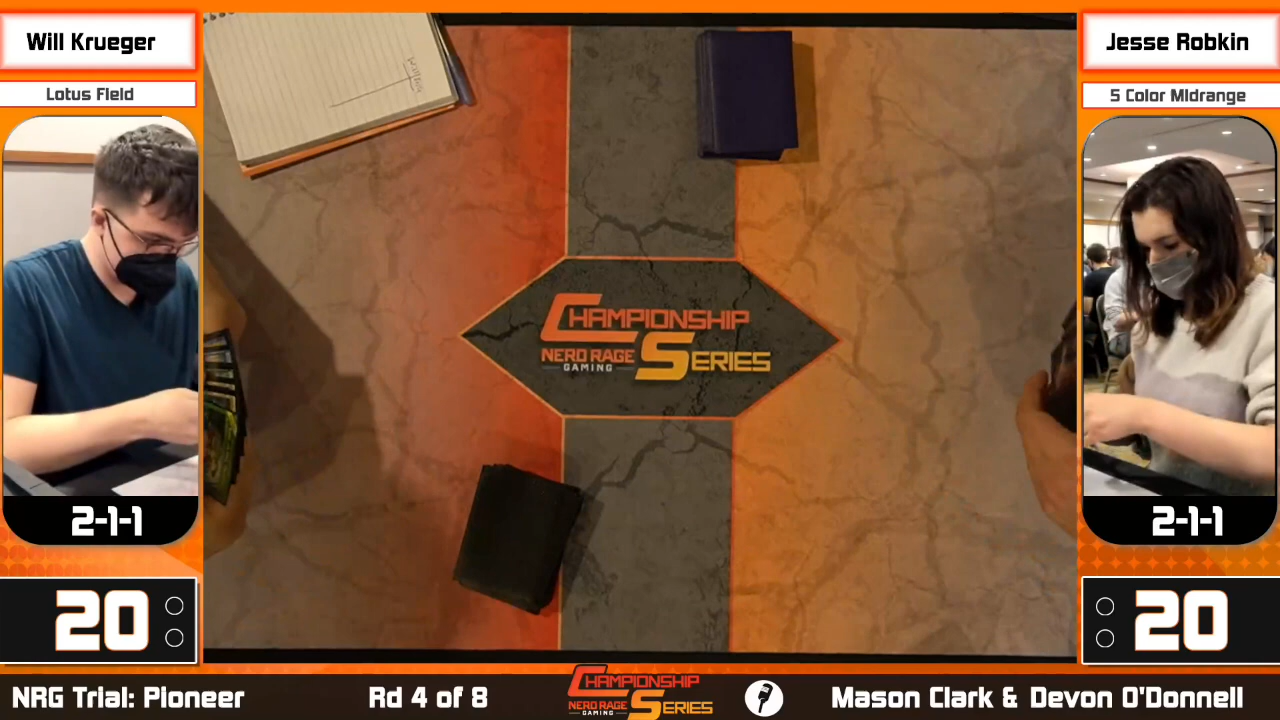 Will Krueger
Lotus Field
2-1-1
20
CHAMPIONSHIP
NERD RAGE
GAMING
SERIES
Jesse Robkin
5 Color Midrange
2-1-1
20
NRG Trial: Pioneer
Rd 4 of 8
CHAMPIONSHIP
NERD RAGE
GAMING
SERIES
Mason Clark & Devon O'Donnell